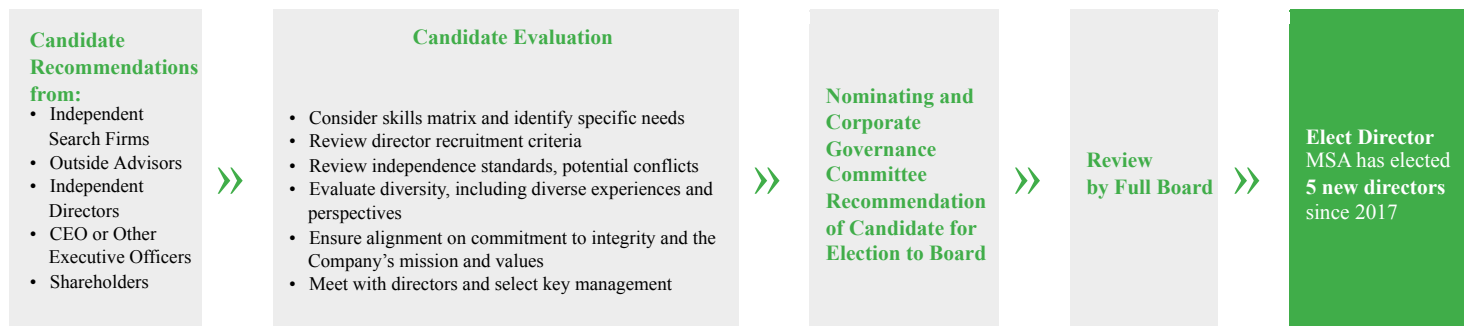 Candidate
Recommendations
from:
• Independent
Search Firms
• Outside Advisors
• Independent
Directors
• CEO or Other
Executive Officers
• Shareholders
»
Candidate Evaluation
• Consider skills matrix and identify specific needs
• Review director recruitment criteria
• Review independence standards, potential conflicts
• Evaluate diversity, including diverse experiences and
perspectives
• Ensure alignment on commitment to integrity and the
Company’s mission and values
• Meet with directors and select key management
»
Nominating and
Corporate
Governance
Committee
Recommendation
of Candidate for
Election to Board
»
Review
by Full Board
»
Elect Director
MSA has elected
5 new directors
since 2017